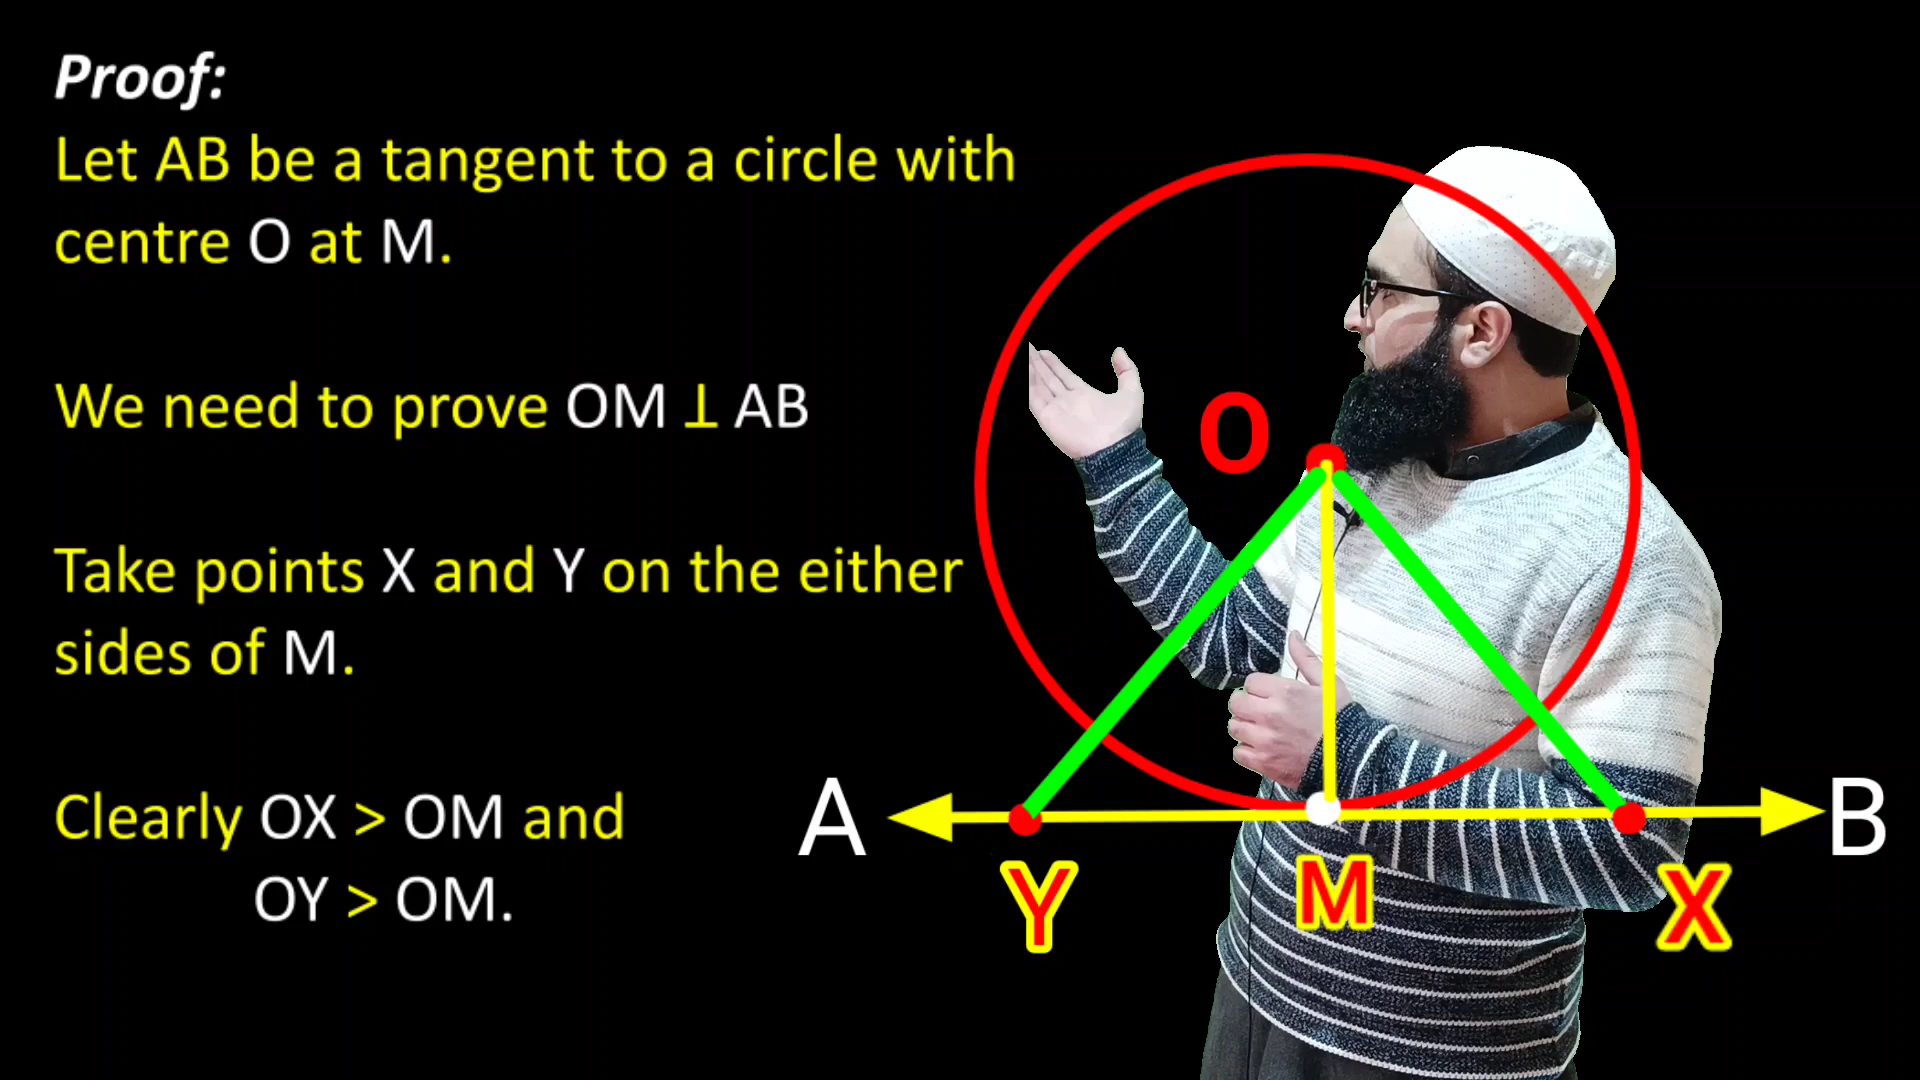 Proof:
Let AB be a tangent to a circle with
centre O at M.
We need to prove OM ⊥ AB
Take points X and Y on the either
sides of M.
Clearly OX > OM and
OY > OM.
O
A
B
Y
M
X